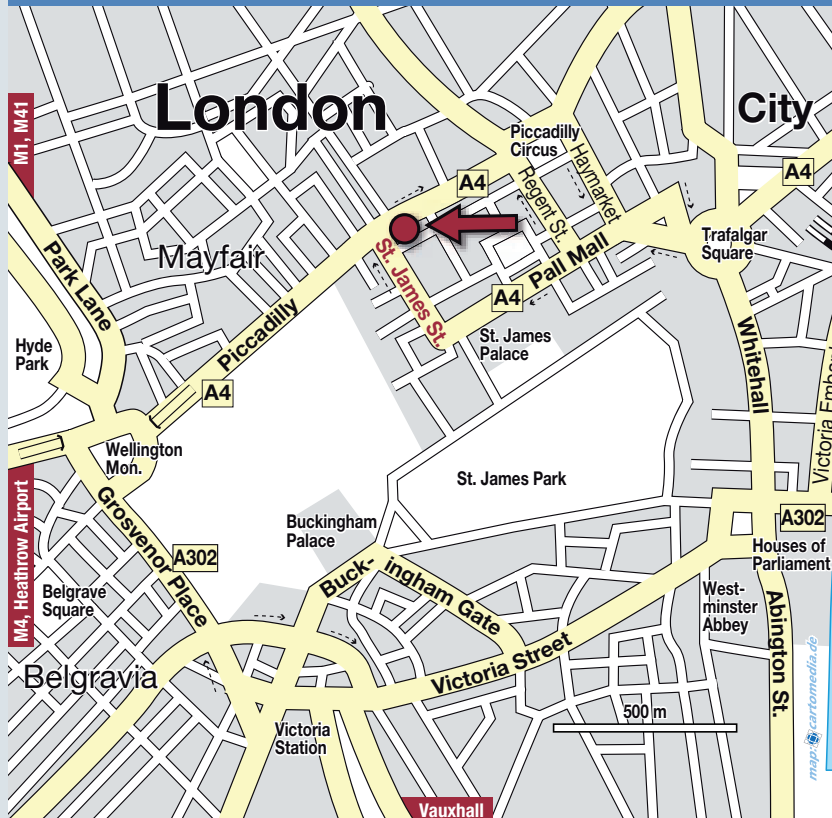 London
City
M1, M41
Piccadilly
Circus
Haymarket
A4
A4
Regent St.
Park Lane
Mayfair
Trafalgar
Square
St. James St.
Pall Mall
A4
Piccadilly
Hyde
Park
St. James
Palace
Whitehall
A4
Victoria
Wellington
Mon.
St. James Park
M4, Heathrow Airport
Grosvenor Place
Buckingham
Palace
A302
A302
Houses of
Parliament
Buck-
ingham Gate
Belgrave
Square
West-
minster
Abbey
Abington St.
Victoria Street
Belgravia
500 m
Victoria
Station
map: cartomedia.de
Vauxhall